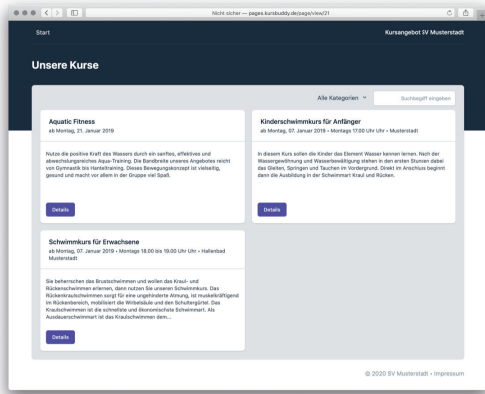 Nicht sicher — pages.kursbuddy.de/page/view/21
Start
Kursangebot SV Musterstadt
Unsere Kurse
Alle Kategorien
Suchbegriff eingeben
Aquatic Fitness
ab Montag, 21. Januar 2019
Nutze die positive Kraft des Wassers durch ein sanftes, effektives und
abwechslungsreiches Aqua-Training. Die Bandbreite unseres Angebotes reicht
von Gymnastik bis Hanteltraining. Dieses Bewegungskonzept ist vielseitig,
gesund und macht vor allem in der Gruppe viel Spaß.
Details
Kinderschwimmkurs für Anfänger
ab Montag, 07. Januar 2019 • Montags 17.00 Uhr Uhr • Musterstadt
In diesem Kurs sollen die Kinder das Element Wasser kennen lernen. Nach der
Wassergewöhnung und Wasserbewältigung stehen in den ersten Stunden dabei
das Gleiten, Springen und Tauchen im Vordergrund. Direkt im Anschluss beginnt
dann die Ausbildung in der Schwimmart Kraul und Rücken.
Details
Schwimmkurs für Erwachsene
ab Montag, 07. Januar 2019 • Montags 18.00 bis 19.00 Uhr Uhr • Hallenbad
Musterstadt
Sie beherrschen das Brustschwimmen und wollen das Kraul- und
Rückenschwimmen erlernen, dann nutzen Sie unseren Schwimmkurs. Das
Rückenkraulschwimmen sorgt für eine ungehinderte Atmung, ist muskelkräftigend
im Rückenbereich, mobilisiert die Wirbelsäule und den Schultergürtel. Das
Kraulschwimmen ist die schnellste und ökonomischste Schwimmart. Als
Ausdauerschwimmart ist das Kraulschwimmen dem...
Details
© 2020 SV Musterstadt • Impressum